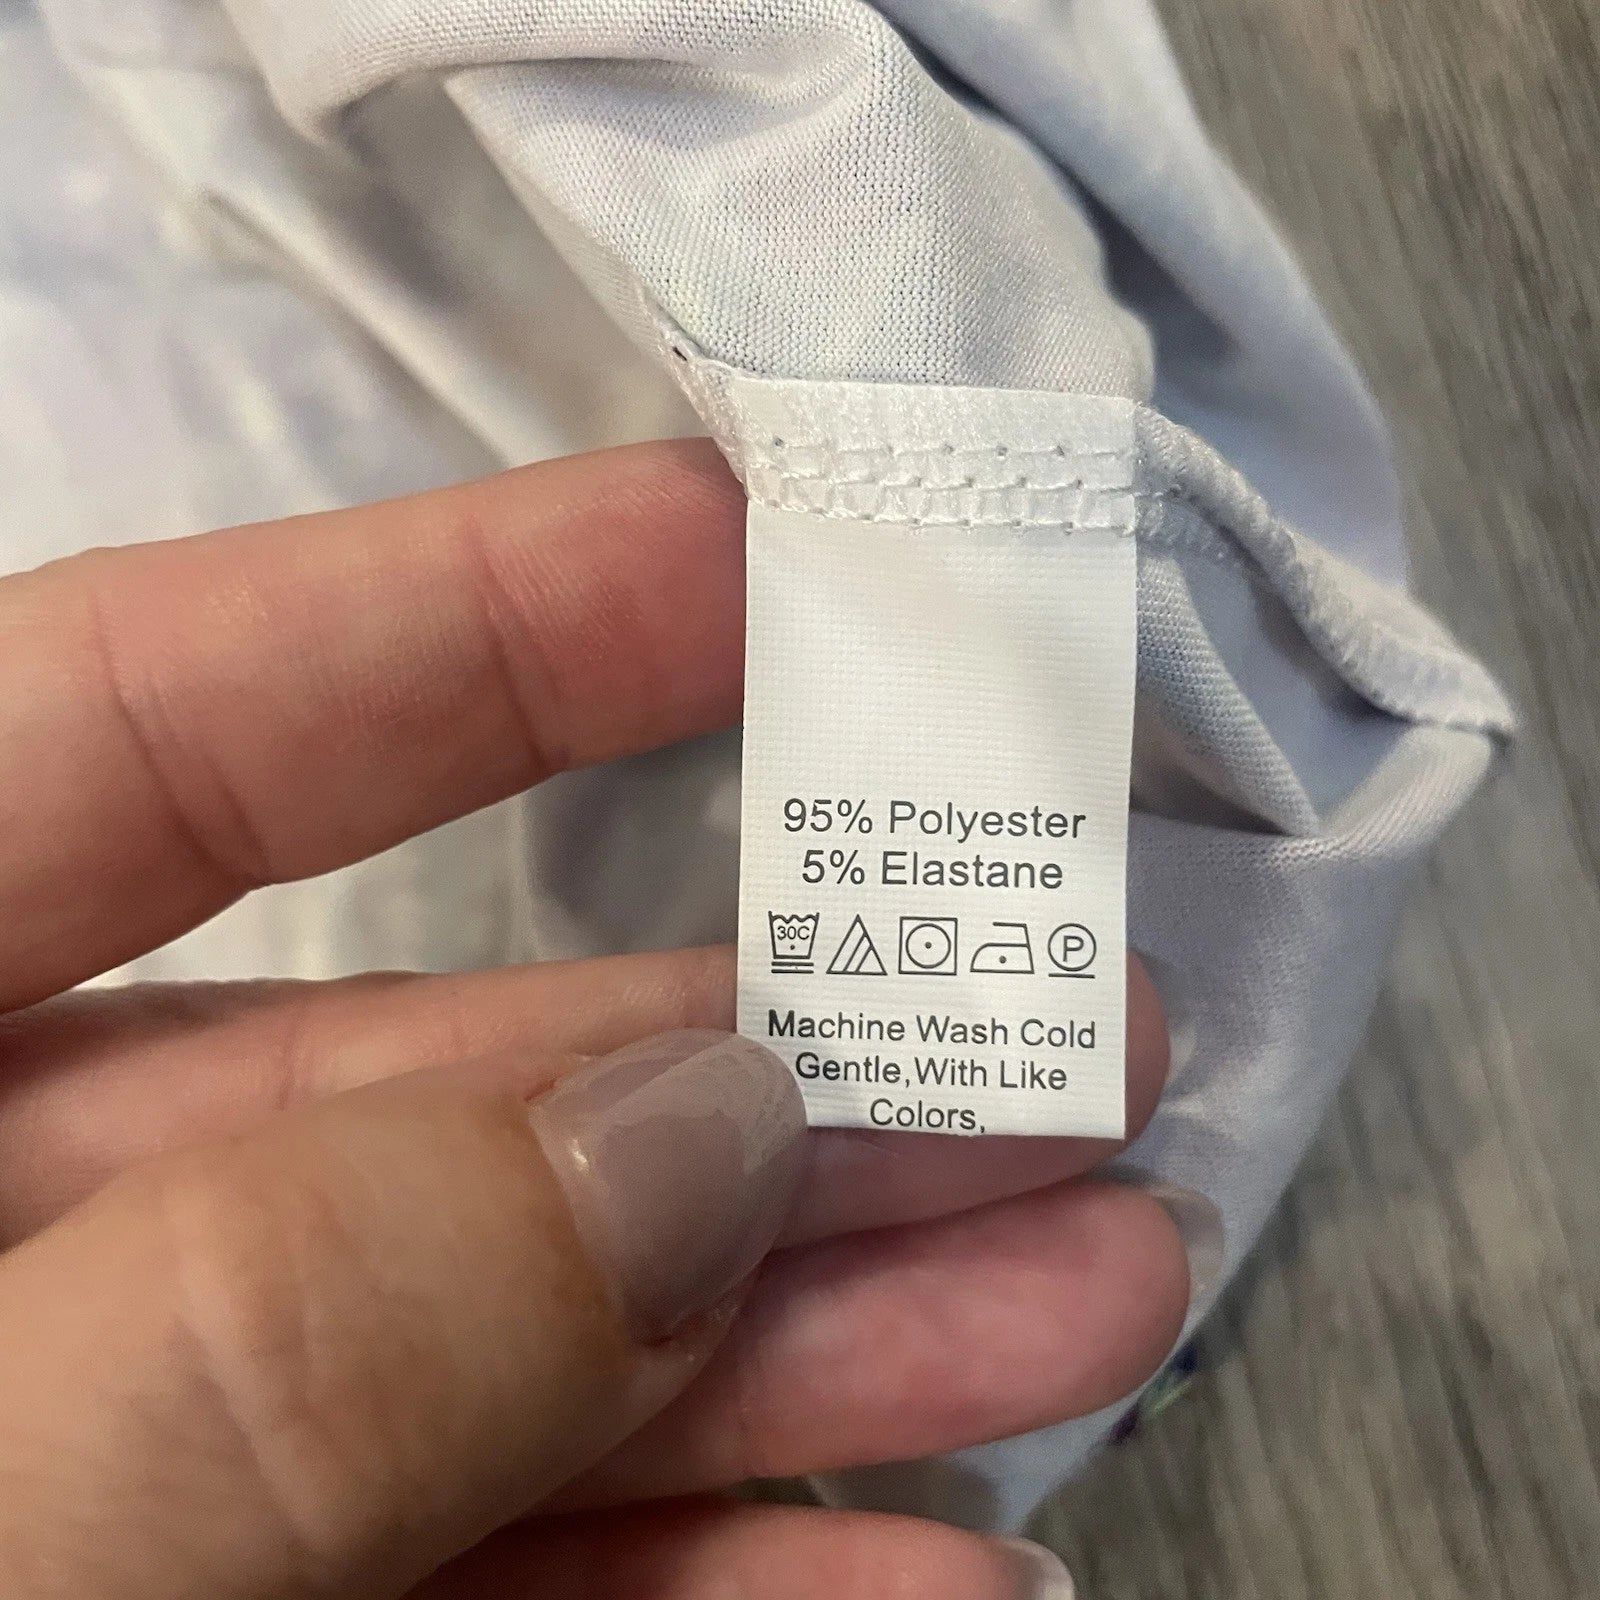 95% Polyester
5% Elastane
30C
P
Machine Wash Cold
Gentle,With Like
Colors,